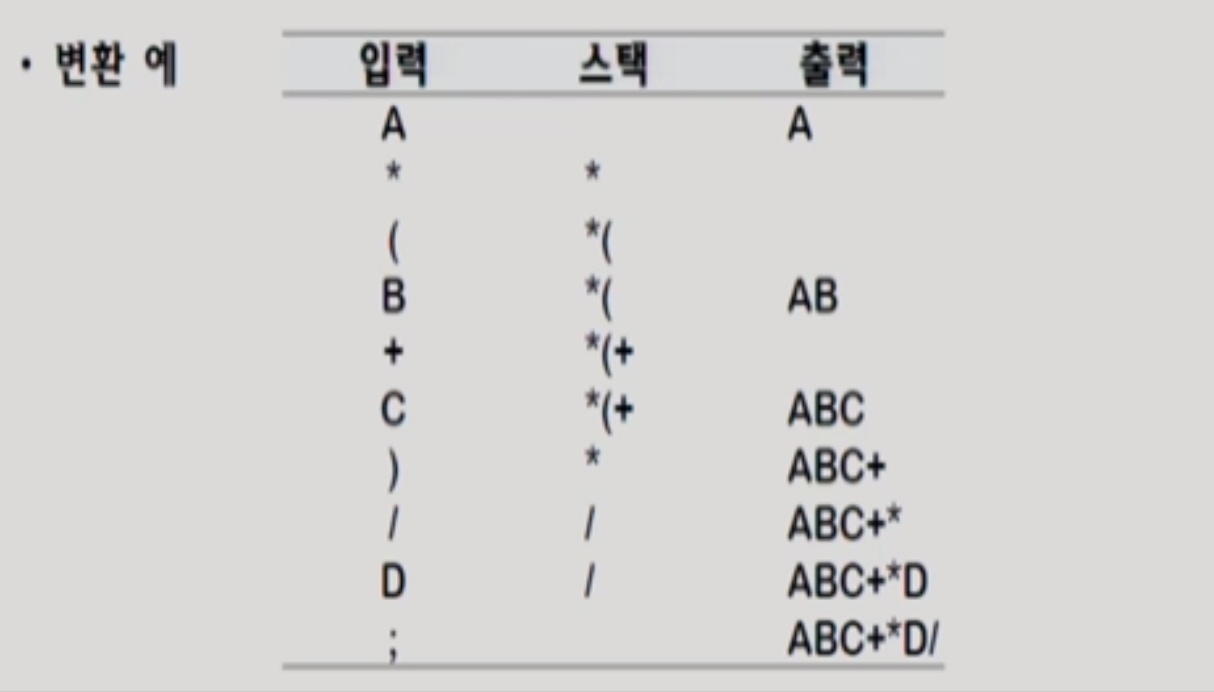 • 변환 예 입력 스택 출력
A A
* *
( *(
B *( AB
+ *(+
C *(+ ABC
) * ABC+
/ / ABC+*
D / ABC+*D
; ABC+*D/